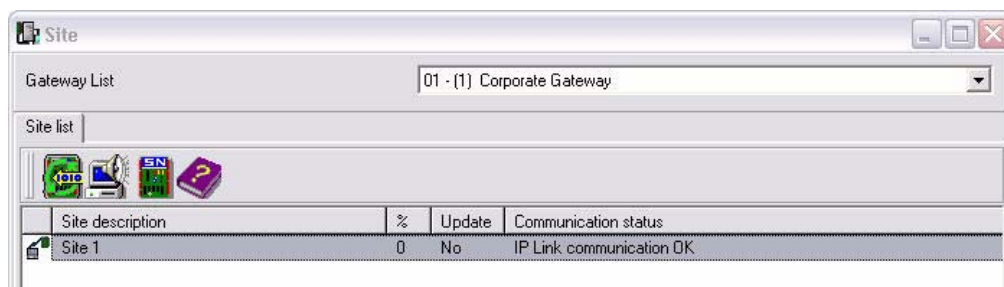 Site
Gateway List 01 - (1) Corporate Gateway
Site list
1010 SN ?
Site description % Update Communication status
Site 1 0 No IP Link communication OK